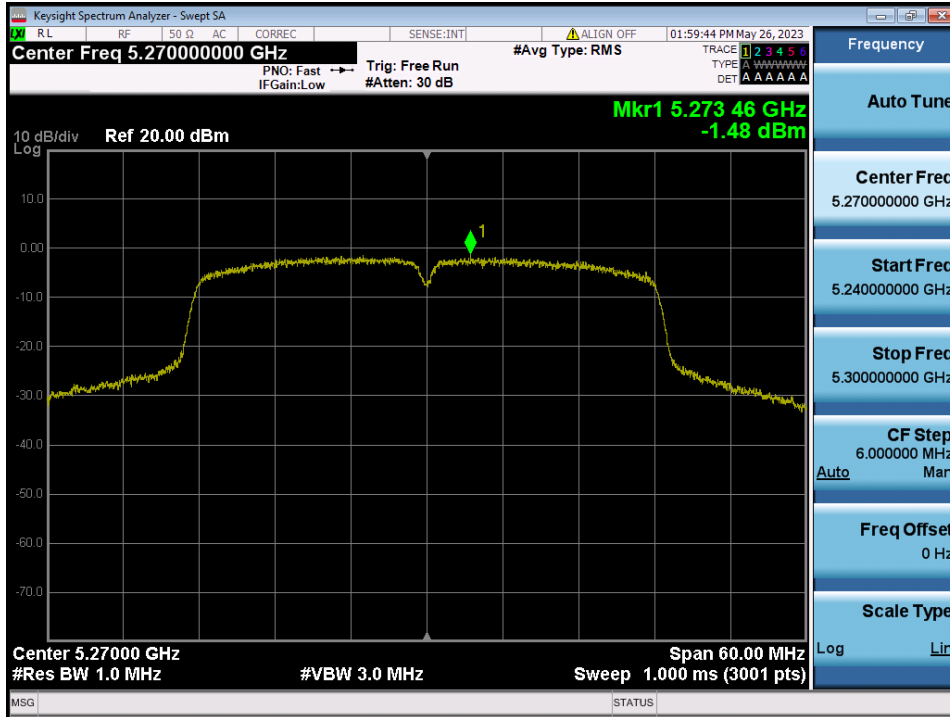 Keysight Spectrum Analyzer - Swept SA
LXI RL RF 50 Ω AC CORREC SENSE:INT ALIGN OFF 01:59:44 PM May 26, 2023
Center Freq 5.270000000 GHz
PNO: Fast
IFGain:Low
Trig: Free Run
#Atten: 30 dB
#Avg Type: RMS
TRACE 1 2 3 4 5 6
TYPE A WWWWW
DET A A A A A A
Mkr1 5.273 46 GHz
-1.48 dBm
10 dB/div
Log
Ref 20.00 dBm
1
10.0
0.00
-10.0
-20.0
-30.0
-40.0
-50.0
-60.0
-70.0
Center 5.27000 GHz
Span 60.00 MHz
#Res BW 1.0 MHz
#VBW 3.0 MHz
Sweep 1.000 ms (3001 pts)
MSG
STATUS
Frequency
Auto Tune
Center Freq
5.270000000 GHz
Start Freq
5.240000000 GHz
Stop Freq
5.300000000 GHz
CF Step
6.000000 MHz
Auto Man
Freq Offset
0 Hz
Scale Type
Log Lin